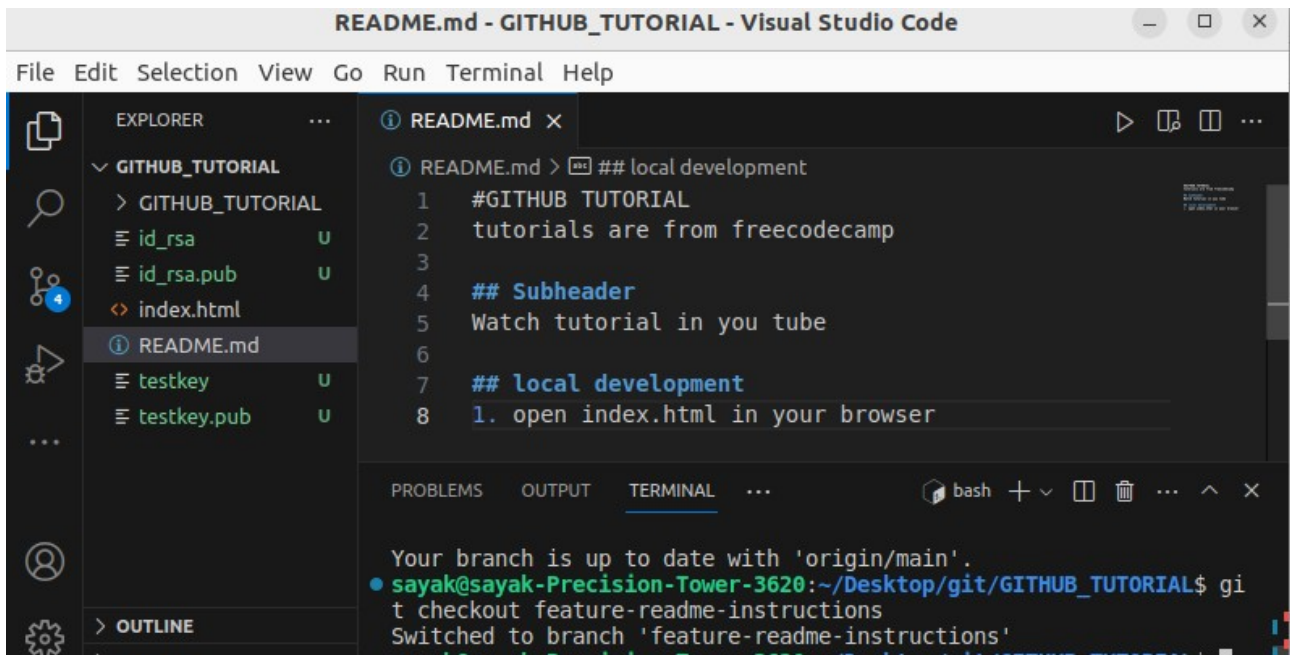 README.md - GITHUB_TUTORIAL - Visual Studio Code
File Edit Selection View Go Run Terminal Help
EXPLORER
GITHUB_TUTORIAL
GITHUB_TUTORIAL
id_rsa U
id_rsa.pub U
index.html
README.md
testkey U
testkey.pub U
4
OUTLINE
README.md
README.md > ## local development
1 #GITHUB TUTORIAL
2 tutorials are from freecodecamp
3
4 ## Subheader
5 Watch tutorial in you tube
6
7 ## local development
8 1. open index.html in your browser
PROBLEMS OUTPUT TERMINAL ... bash
Your branch is up to date with 'origin/main'.
sayak@sayak-Precision-Tower-3620:~/Desktop/git/GITHUB_TUTORIAL$ gi
t checkout feature-readme-instructions
Switched to branch 'feature-readme-instructions'